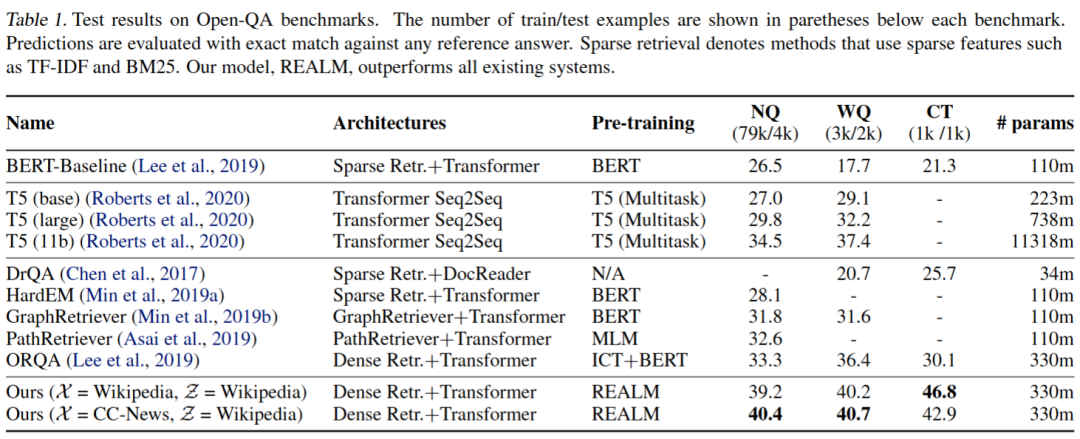 Table 1. Test results on Open-QA benchmarks. The number of train/test examples are shown in paretheses below each benchmark.
Predictions are evaluated with exact match against any reference answer. Sparse retrieval denotes methods that use sparse features such
as TF-IDF and BM25. Our model, REALM, outperforms all existing systems.
Name Architectures Pre-training NQ (79k/4k) WQ (3k/2k) CT (1k /1k) # params
BERT-Baseline (Lee et al., 2019) Sparse Retr.+Transformer BERT 26.5 17.7 21.3 110m
T5 (base) (Roberts et al., 2020) Transformer Seq2Seq T5 (Multitask) 27.0 29.1 - 223m
T5 (large) (Roberts et al., 2020) Transformer Seq2Seq T5 (Multitask) 29.8 32.2 - 738m
T5 (11b) (Roberts et al., 2020) Transformer Seq2Seq T5 (Multitask) 34.5 37.4 - 11318m
DrQA (Chen et al., 2017) Sparse Retr.+DocReader N/A - 20.7 25.7 34m
HardEM (Min et al., 2019a) Sparse Retr.+Transformer BERT 28.1 - - 110m
GraphRetriever (Min et al., 2019b) GraphRetriever+Transformer BERT 31.8 31.6 - 110m
PathRetriever (Asai et al., 2019) PathRetriever+Transformer MLM 32.6 - - 110m
ORQA (Lee et al., 2019) Dense Retr.+Transformer ICT+BERT 33.3 36.4 30.1 330m
Ours (𝒳 = Wikipedia, 𝒵 = Wikipedia) Dense Retr.+Transformer REALM 39.2 40.2 46.8 330m
Ours (𝒳 = CC-News, 𝒵 = Wikipedia) Dense Retr.+Transformer REALM 40.4 40.7 42.9 330m